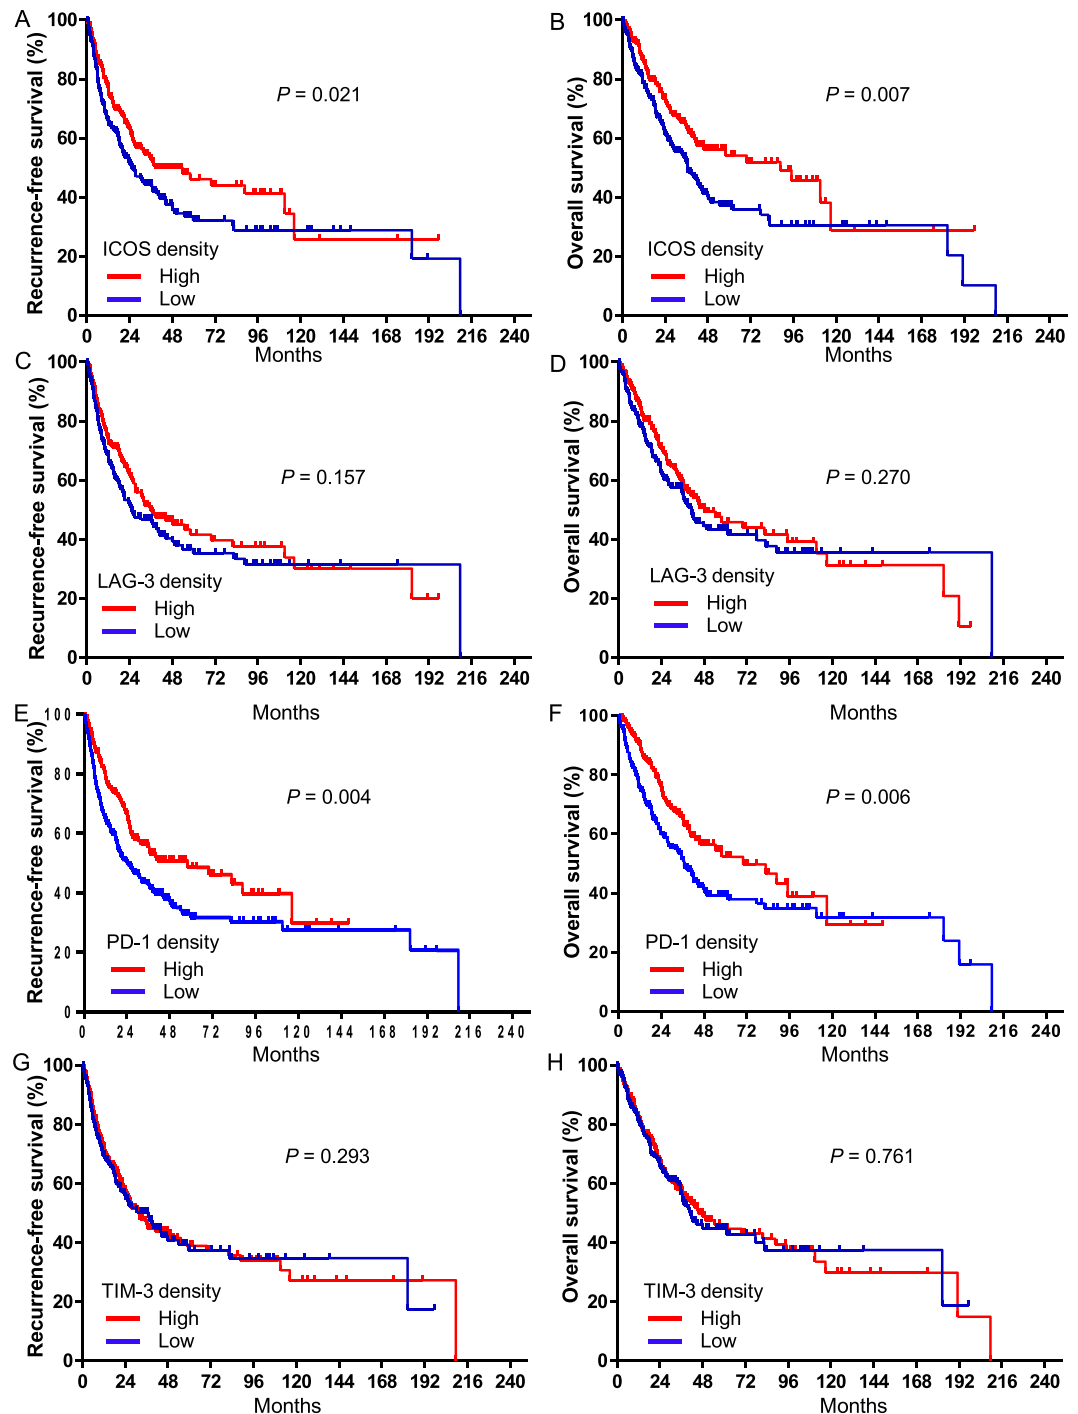 A
Recurrence-free survival (%)
100
80
60
40
20
0
P = 0.021
ICOS density
High
Low
0 24 48 72 96 120 144 168 192 216 240
Months
B
Overall survival (%)
100
80
60
40
20
0
P = 0.007
ICOS density
High
Low
0 24 48 72 96 120 144 168 192 216 240
C
Recurrence-free survival (%)
100
80
60
40
20
0
P = 0.157
LAG-3 density
High
Low
0 24 48 72 96 120 144 168 192 216 240
Months
D
Overall survival (%)
100
80
60
40
20
0
P = 0.270
LAG-3 density
High
Low
0 24 48 72 96 120 144 168 192 216 240
Months
E
Recurrence-free survival (%)
100
80
60
40
20
0
P = 0.004
PD-1 density
High
Low
0 24 48 72 96 120 144 168 192 216 240
Months
F
Overall survival (%)
100
80
60
40
20
0
P = 0.006
PD-1 density
High
Low
0 24 48 72 96 120 144 168 192 216 240
Months
G
Recurrence-free survival (%)
100
80
60
40
20
0
P = 0.293
TIM-3 density
High
Low
0 24 48 72 96 120 144 168 192 216 240
Months
H
Overall survival (%)
100
80
60
40
20
0
P = 0.761
TIM-3 density
High
Low
0 24 48 72 96 120 144 168 192 216 240
Months